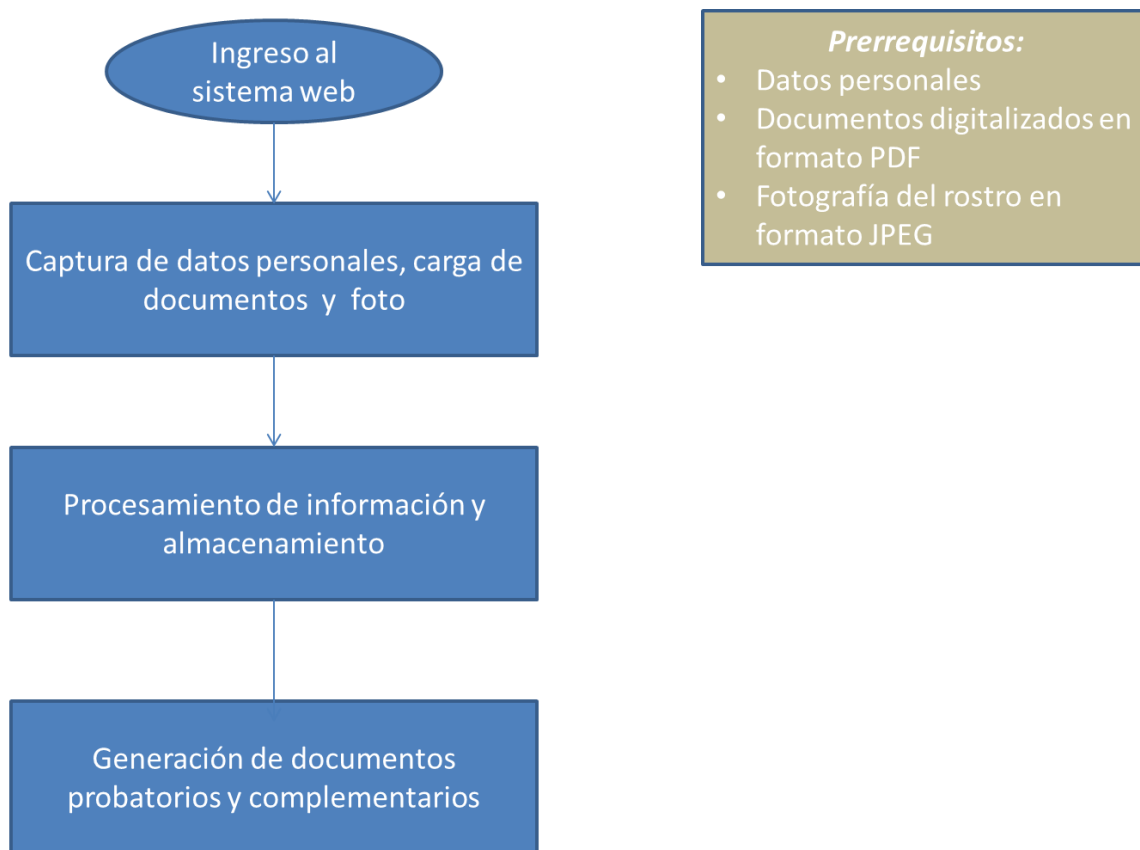 Ingreso al
sistema web
Captura de datos personales, carga de
documentos y foto
Procesamiento de información y
almacenamiento
Generación de documentos
probatorios y complementarios
Prerrequisitos:
• Datos personales
• Documentos digitalizados en
formato PDF
• Fotografía del rostro en
formato JPEG